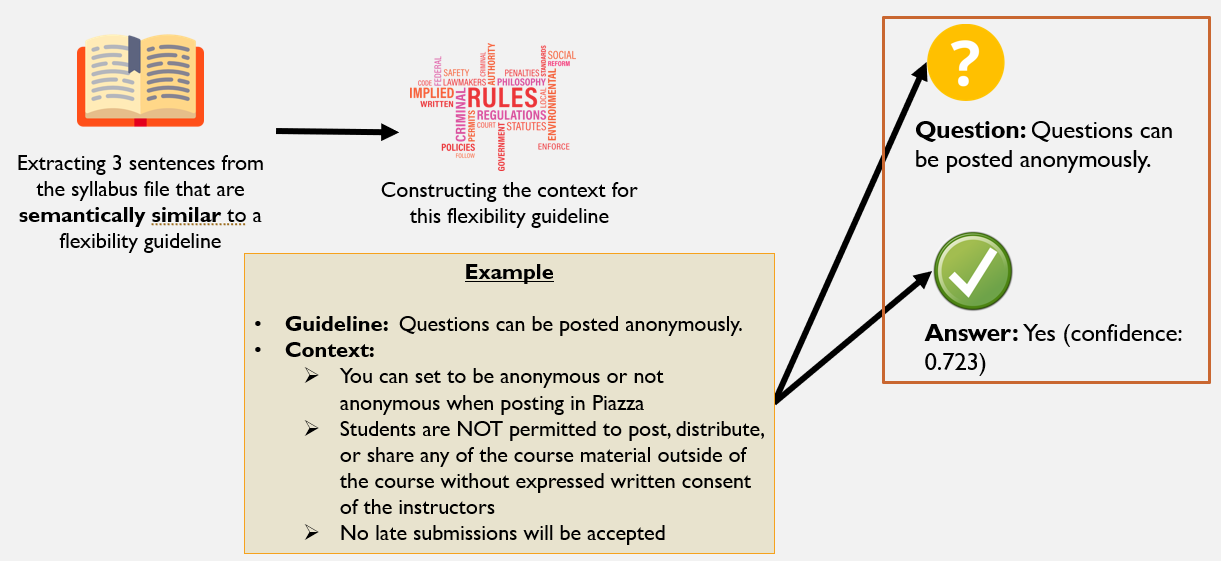 Extracting 3 sentences from
the syllabus file that are
semantically similar to a
flexibility guideline
SOCIAL
REFORM
STANDARDS
CRIMINAL
AUTHORITY
FEDERAL
SAFETY
PENALTIES
CODE
LAWMAKERS
PHILOSOPHY
IMPLIED
WRITTEN
RULES
LOCAL
ENVIRONMENTAL
CRIMINAL
PERMITS
REGULATIONS
COURT
STATUTES
GOVERNMENT
POLICIES
FOLLOW
ENFORCE
Constructing the context for
this flexibility guideline
Example
• Guideline: Questions can be posted anonymously.
• Context:
➢ You can set to be anonymous or not
anonymous when posting in Piazza
➢ Students are NOT permitted to post, distribute,
or share any of the course material outside of
the course without expressed written consent
of the instructors
➢ No late submissions will be accepted
?
Question: Questions can
be posted anonymously.
Answer: Yes (confidence:
0.723)